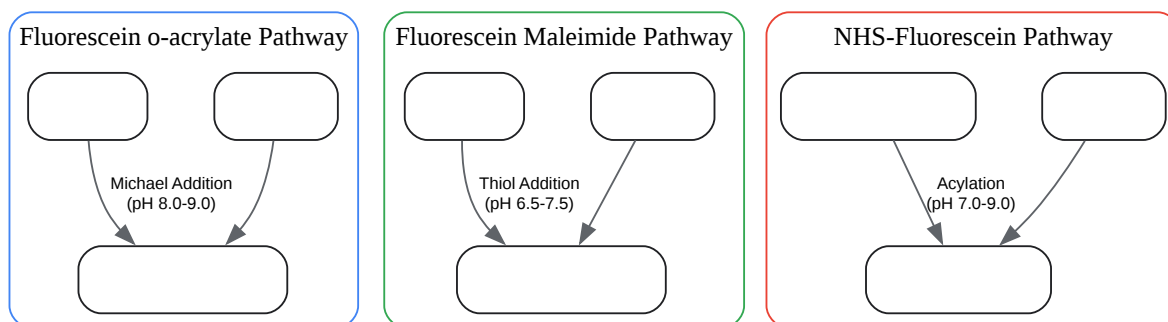 Fluorescein o-acrylate Pathway
Michael Addition
(pH 8.0-9.0)
Fluorescein Maleimide Pathway
Thiol Addition
(pH 6.5-7.5)
NHS-Fluorescein Pathway
Acylation
(pH 7.0-9.0)